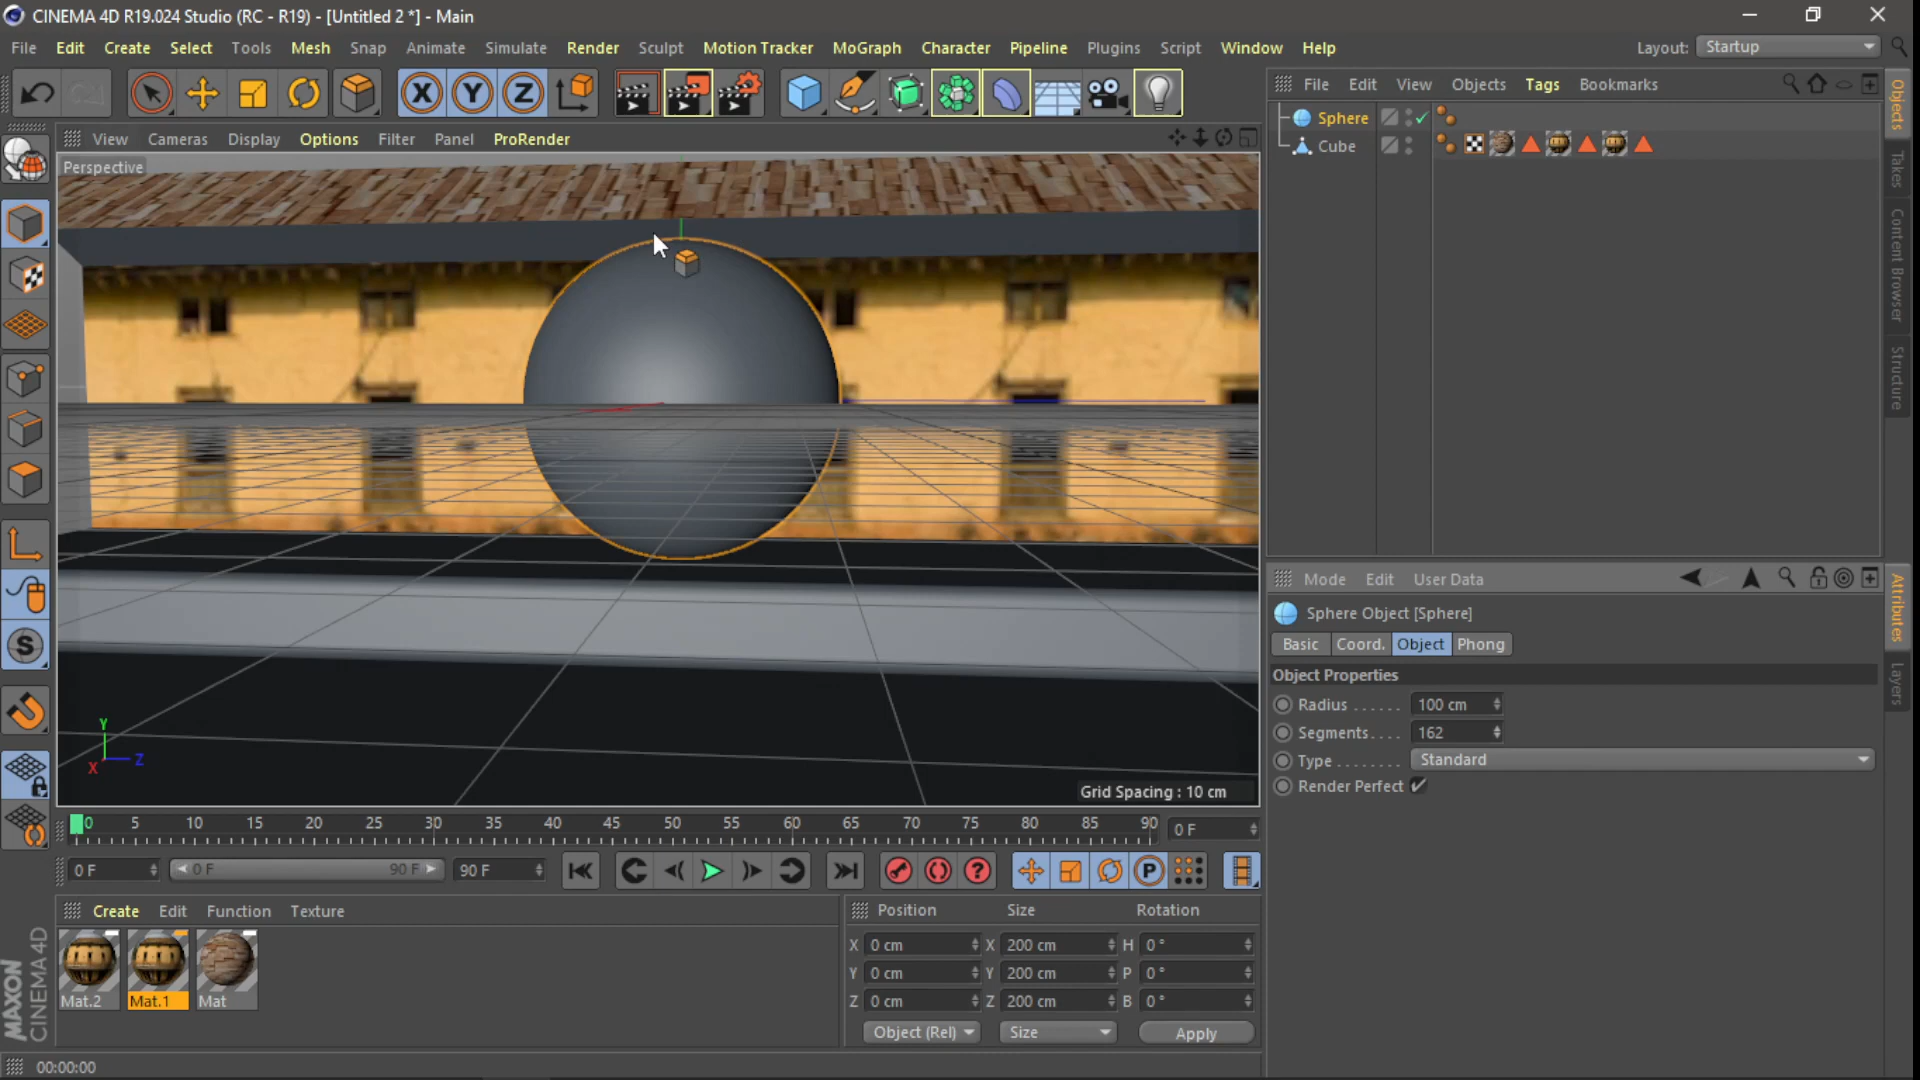 CINEMA 4D R19.024 Studio (RC - R19) - [Untitled 2 *] - Main
File Edit Create Select Tools Mesh Snap Animate Simulate Render Sculpt Motion Tracker MoGraph Character Pipeline Plugins Script Window Help Layout: Startup
File Edit View Objects Tags Bookmarks
View Cameras Display Options Filter Panel ProRender
Perspective
Sphere
Cube
Objects
Takes
Content Browser
Structure
Mode Edit User Data
Sphere Object [Sphere]
Basic Coord. Object Phong
Object Properties
Radius . . . . . . 100 cm
Segments. . . . 162
Type . . . . . . . . Standard
Render Perfect
Attributes
Layers
Y
X
Z
Grid Spacing : 10 cm
0 5 10 15 20 25 30 35 40 45 50 55 60 65 70 75 80 85 90 0 F
0 F 0 F 90 F 90 F
Create Edit Function Texture
Mat.2 Mat.1 Mat
Position Size Rotation
X 0 cm X 200 cm H 0 °
Y 0 cm Y 200 cm P 0 °
Z 0 cm Z 200 cm B 0 °
Object (Rel) Size Apply
MAXON
CINEMA 4D
00:00:00